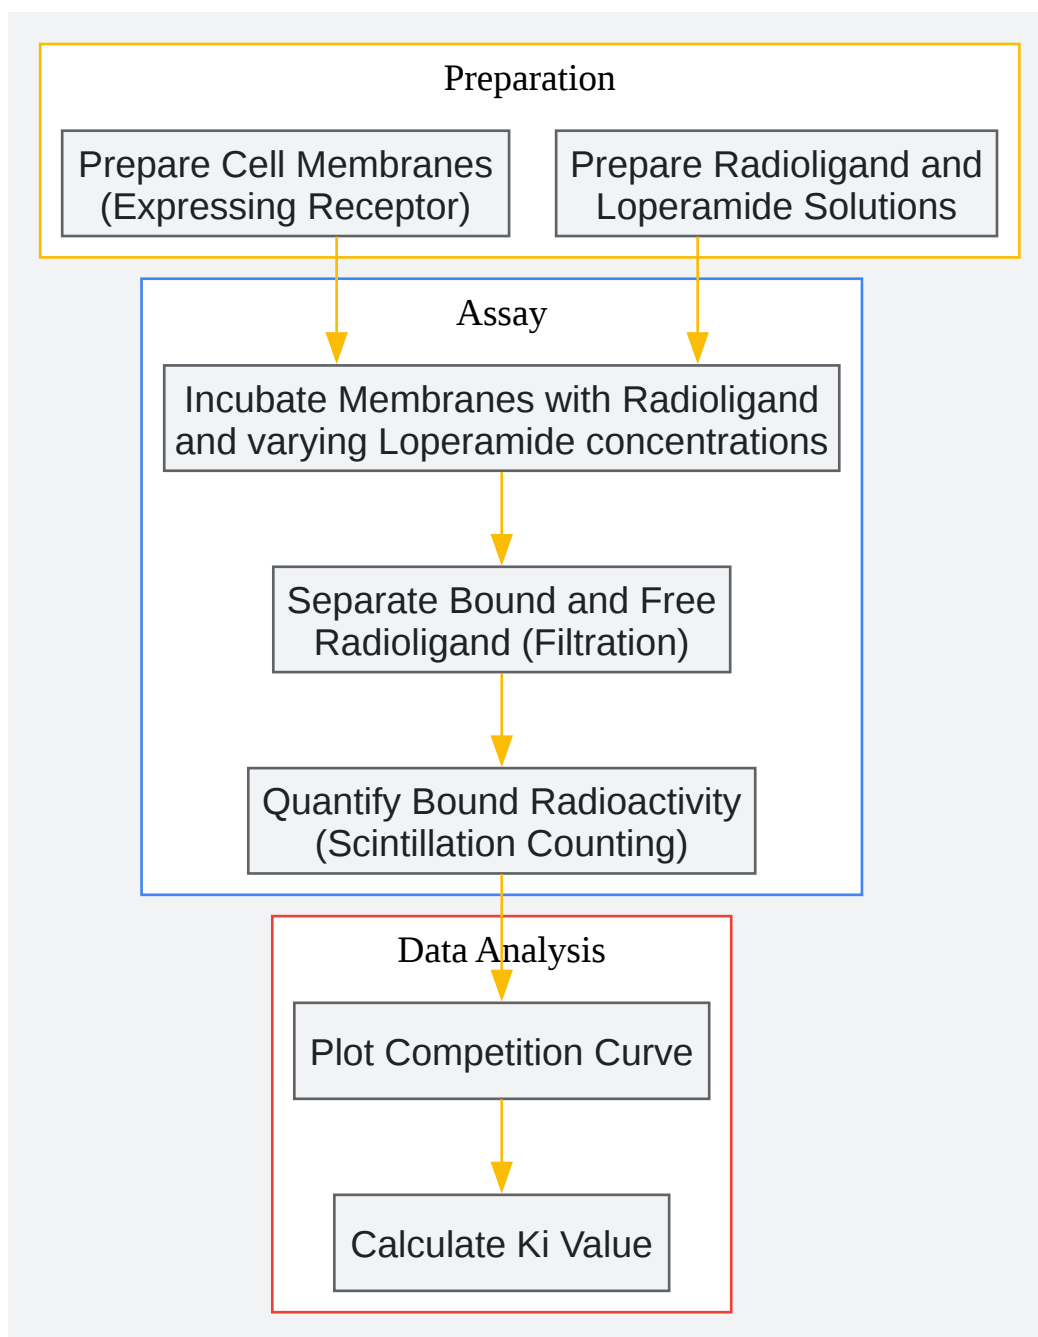 Preparation
Prepare Cell Membranes
(Expressing Receptor)
Prepare Radioligand and
Loperamide Solutions
Assay
Incubate Membranes with Radioligand
and varying Loperamide concentrations
Separate Bound and Free
Radioligand (Filtration)
Quantify Bound Radioactivity
(Scintillation Counting)
Data Analysis
Plot Competition Curve
Calculate Ki Value